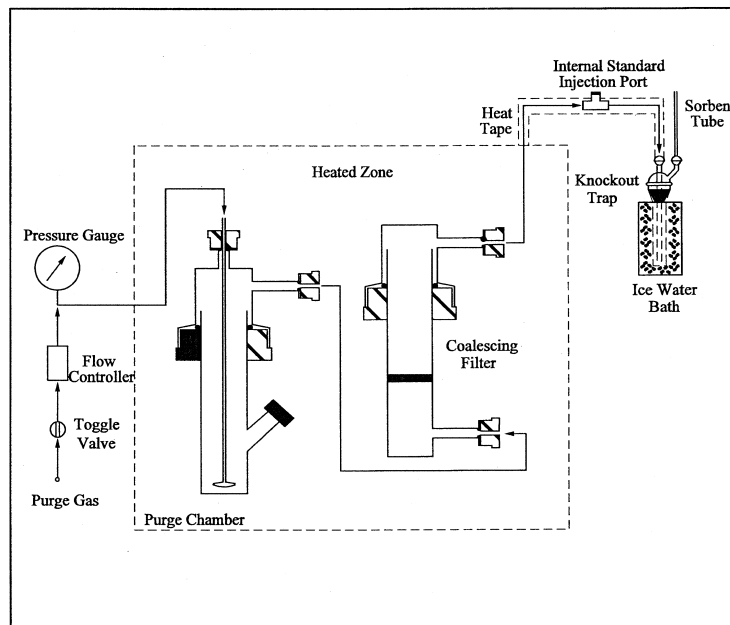 Internal Standard
Injection Port
Sorben
Tube
Heat
Tape
Heated Zone
Knockout
Trap
Pressure Gauge
Ice Water
Bath
Coalescing
Filter
Flow
Controller
Toggle
Valve
Purge Gas
Purge Chamber